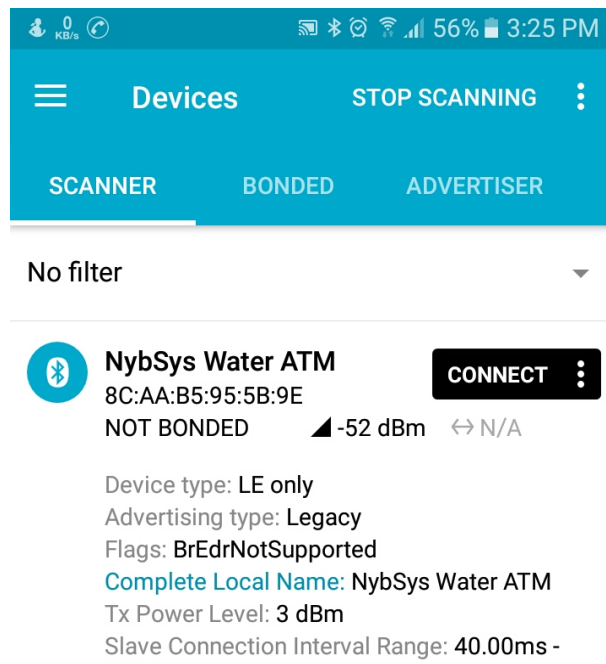 0
KB/s
56% 3:25 PM
Devices STOP SCANNING
SCANNER BONDED ADVERTISER
No filter
NybSys Water ATM
CONNECT
8C:AA:B5:95:5B:9E
NOT BONDED -52 dBm N/A
Device type: LE only
Advertising type: Legacy
Flags: BrEdrNotSupported
Complete Local Name: NybSys Water ATM
Tx Power Level: 3 dBm
Slave Connection Interval Range: 40.00ms -